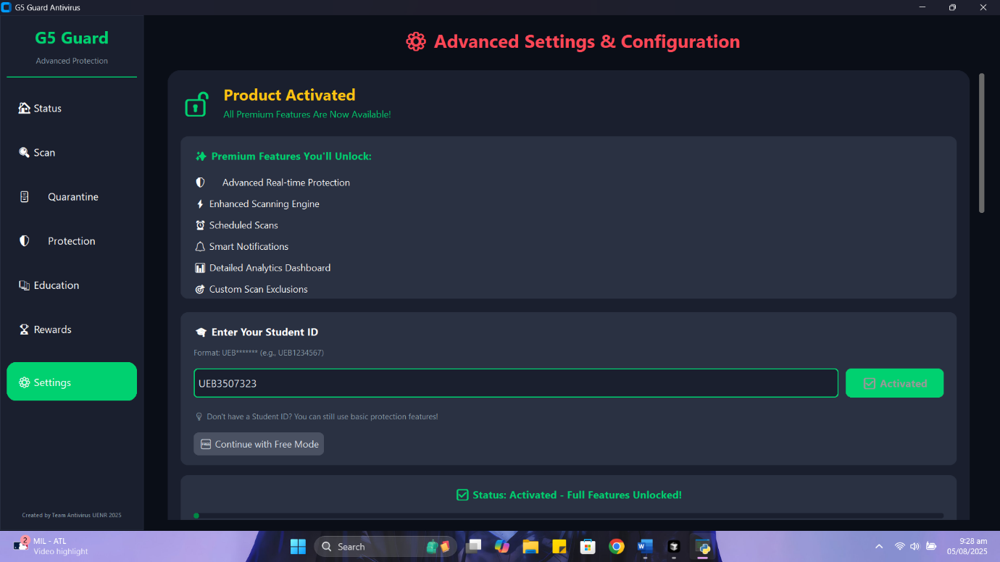 G5 Guard Antivirus
G5 Guard
Advanced Protection
Status
Scan
Quarantine
Protection
Education
Rewards
Settings
Created by Team Antivirus UENR 2025
Advanced Settings & Configuration
Product Activated
All Premium Features Are Now Available!
Premium Features You'll Unlock:
Advanced Real-time Protection
Enhanced Scanning Engine
Scheduled Scans
Smart Notifications
Detailed Analytics Dashboard
Custom Scan Exclusions
Enter Your Student ID
Format: UEB******* (e.g., UEB1234567)
UEB3507323
Activated
Don't have a Student ID? You can still use basic protection features!
FREE Continue with Free Mode
Status: Activated - Full Features Unlocked!
2
MIL - ATL
Video highlight
Search
9:28 am
05/08/2025